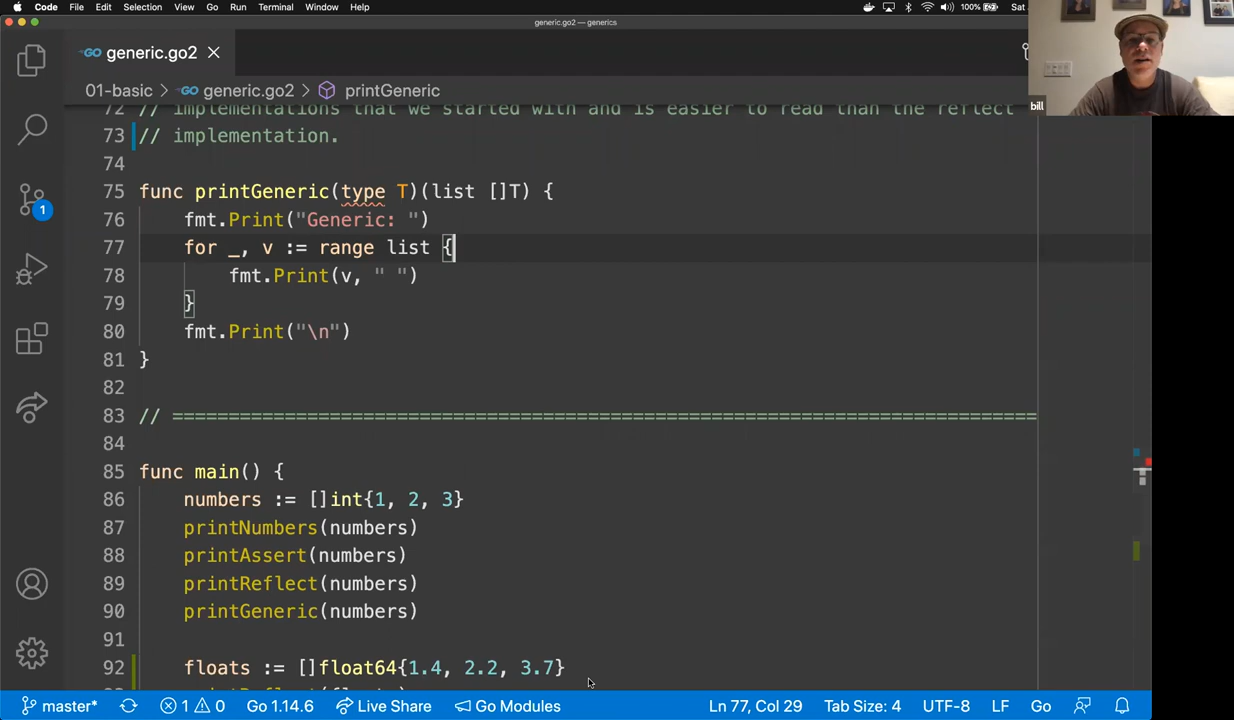 Code File Edit Selection View Go Run Terminal Window Help 100% Sat
generic.go2 — generics
GO generic.go2
01-basic > GO generic.go2 > printGeneric
72 // implementations that we started with and is easier to read than the reflect
73 // implementation.
74
75 func printGeneric(type T)(list []T) {
76 fmt.Print("Generic: ")
77 for _, v := range list {
78 fmt.Print(v, " ")
79 }
80 fmt.Print("\n")
81 }
82
83 // =============================================================================
84
85 func main() {
86 numbers := []int{1, 2, 3}
87 printNumbers(numbers)
88 printAssert(numbers)
89 printReflect(numbers)
90 printGeneric(numbers)
91
92 floats := []float64{1.4, 2.2, 3.7}
bill
1
master* 1 0 Go 1.14.6 Live Share Go Modules Ln 77, Col 29 Tab Size: 4 UTF-8 LF Go